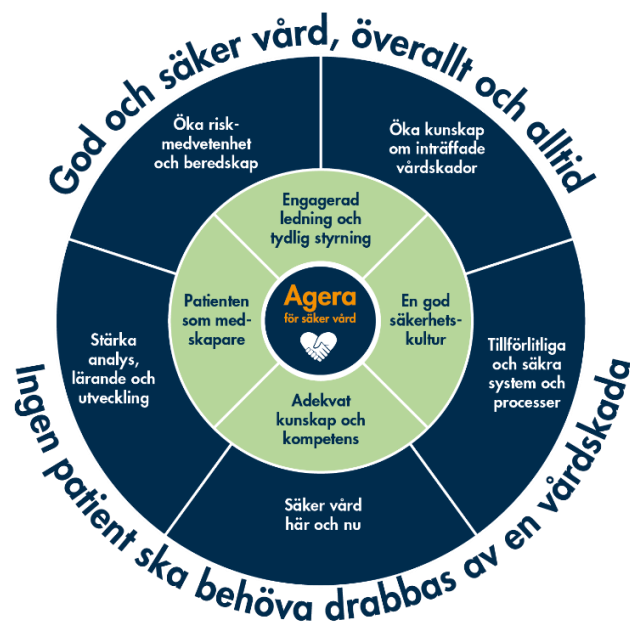 God och säker vård, överallt och alltid
Öka risk-
medvetenhet
och beredskap
Öka kunskap
om inträffade
vårdskador
Engagerad
ledning och
tydlig styrning
Patienten
som med-
skapare
Agera
för säker vård
En god
säkerhets-
kultur
Stärka
analys,
lärande och
utveckling
Tillförlitliga
och säkra
system och
processer
Adekvat
kunskap och
kompetens
Säker vård
här och nu
Ingen patient ska behöva drabbas av en vårdskada